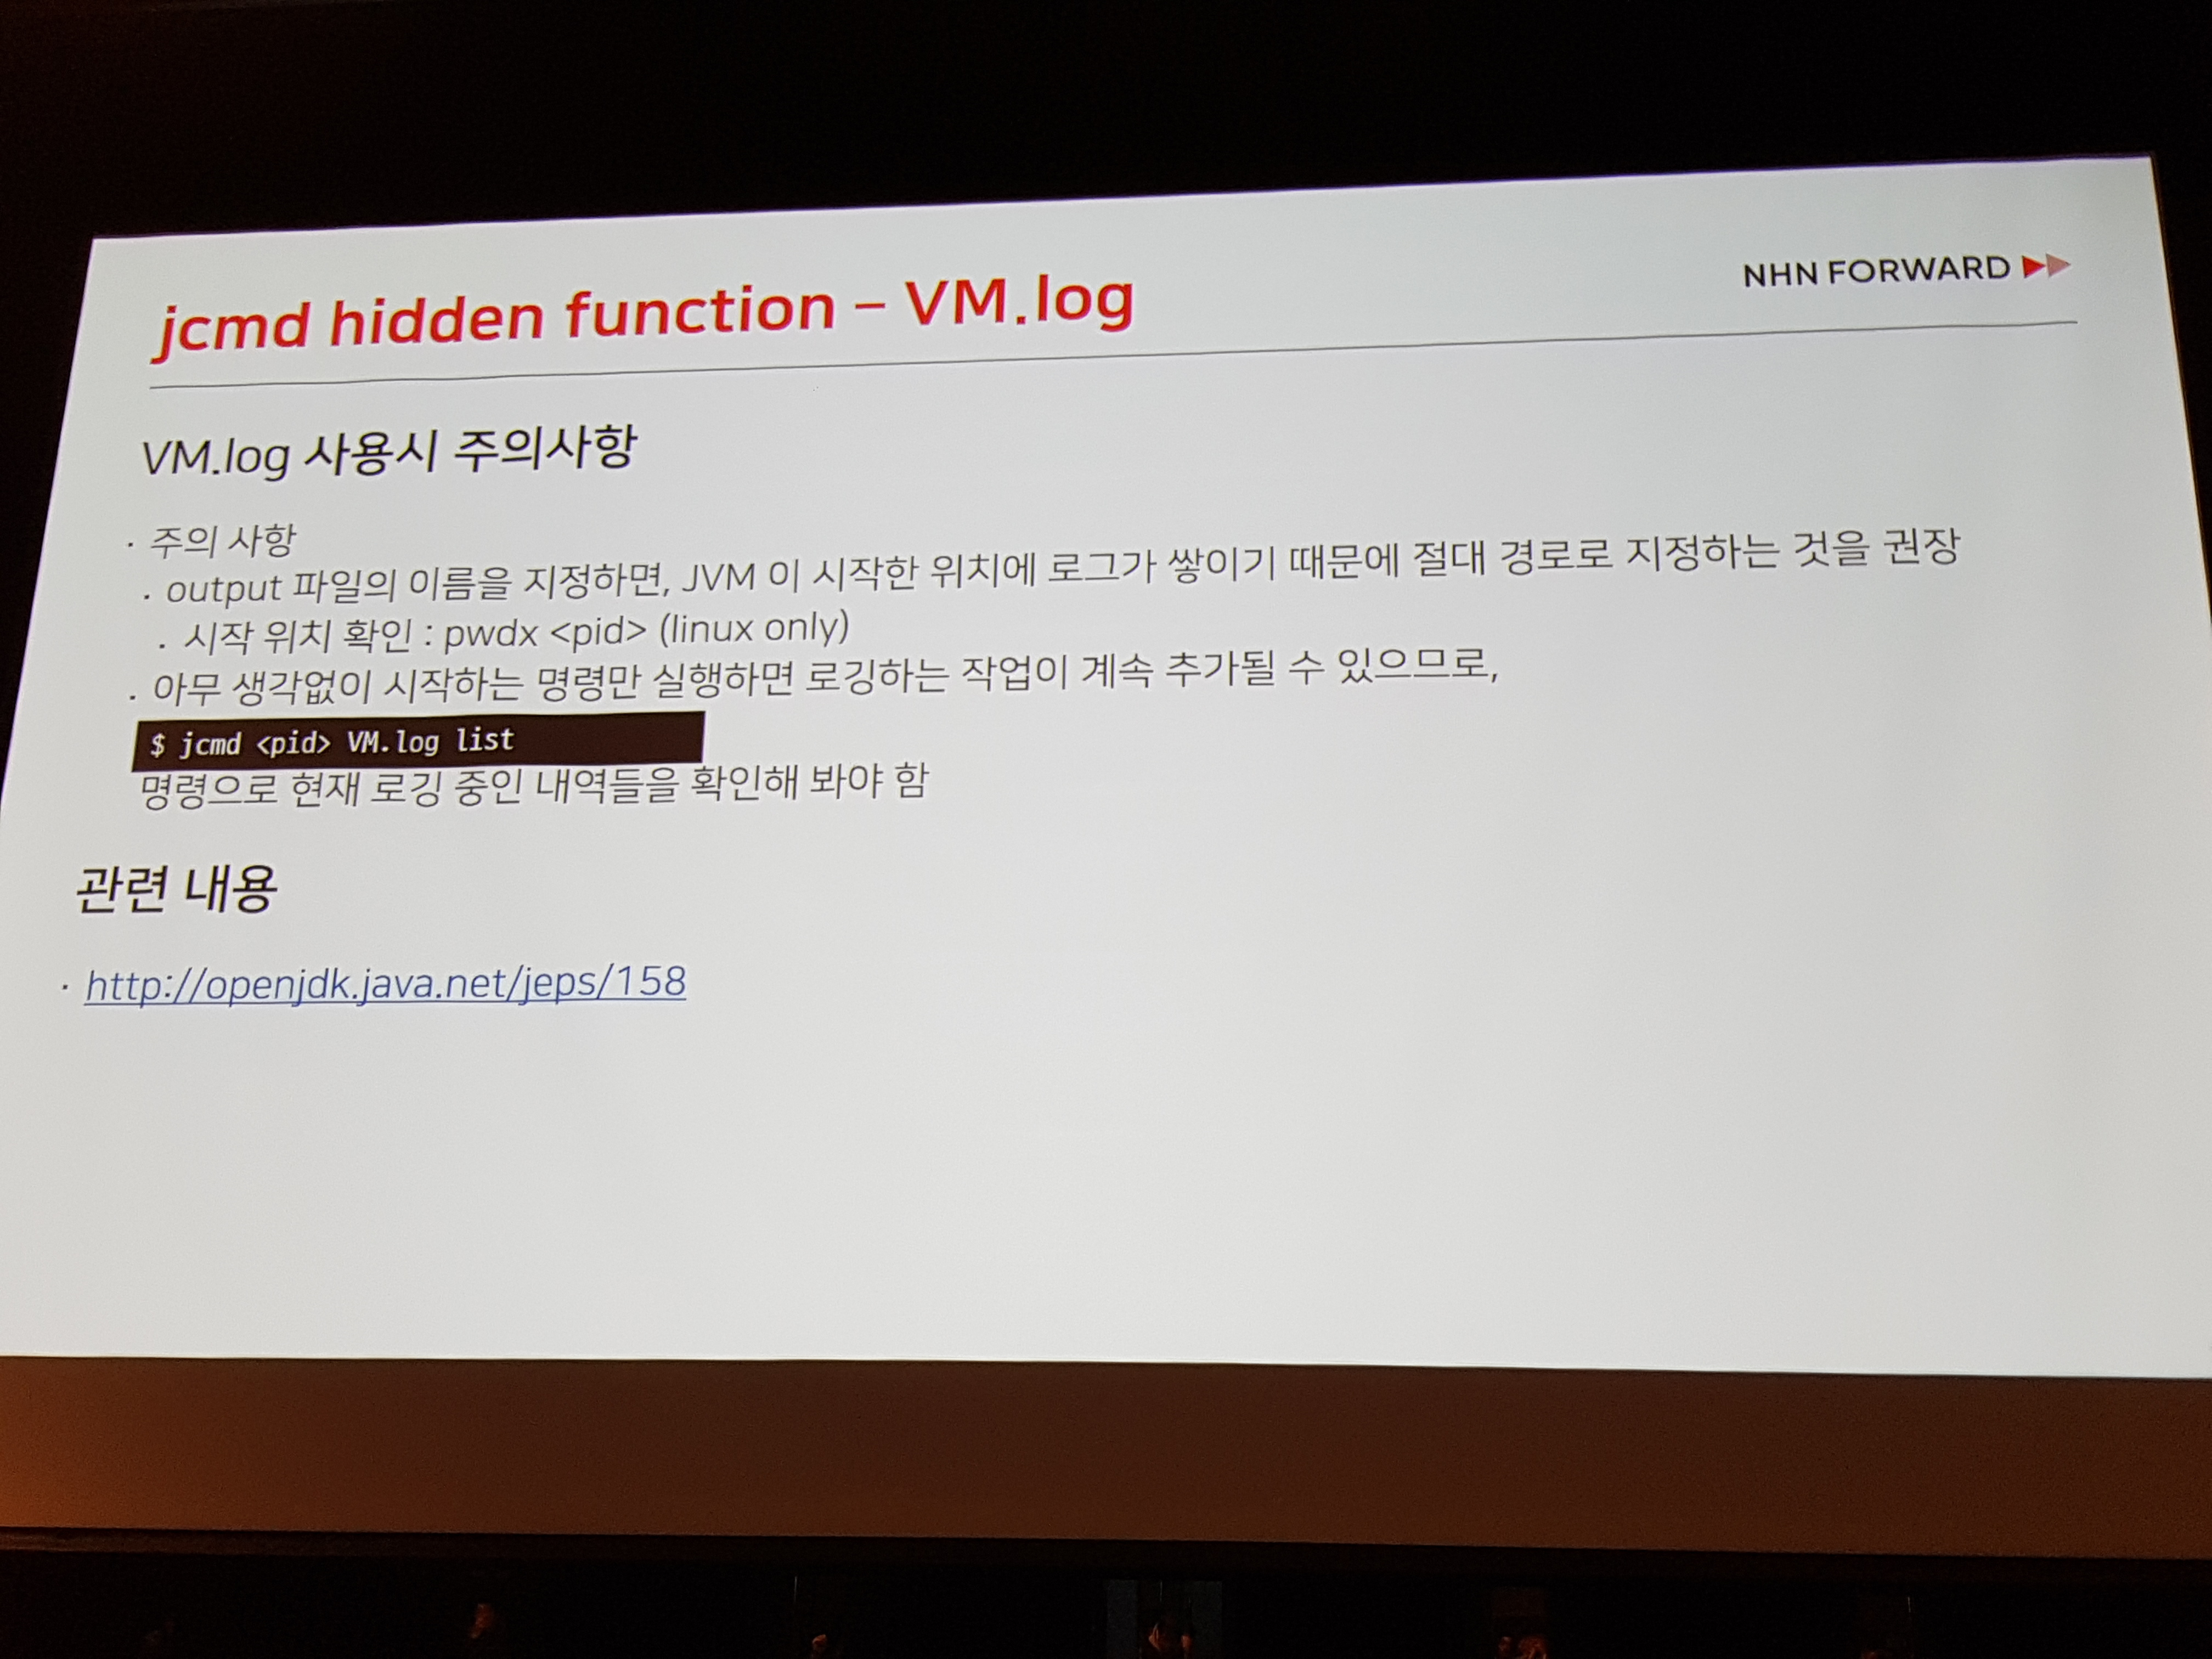 NHN FORWARD
jcmd hidden function – VM.log
VM.log 사용시 주의사항
· 주의 사항
· output 파일의 이름을 지정하면, JVM 이 시작한 위치에 로그가 쌓이기 때문에 절대 경로로 지정하는 것을 권장
· 시작 위치 확인 : pwdx <pid> (linux only)
· 아무 생각없이 시작하는 명령만 실행하면 로깅하는 작업이 계속 추가될 수 있으므로,
$ jcmd <pid> VM.log list
명령으로 현재 로깅 중인 내역들을 확인해 봐야 함
관련 내용
· http://openjdk.java.net/jeps/158